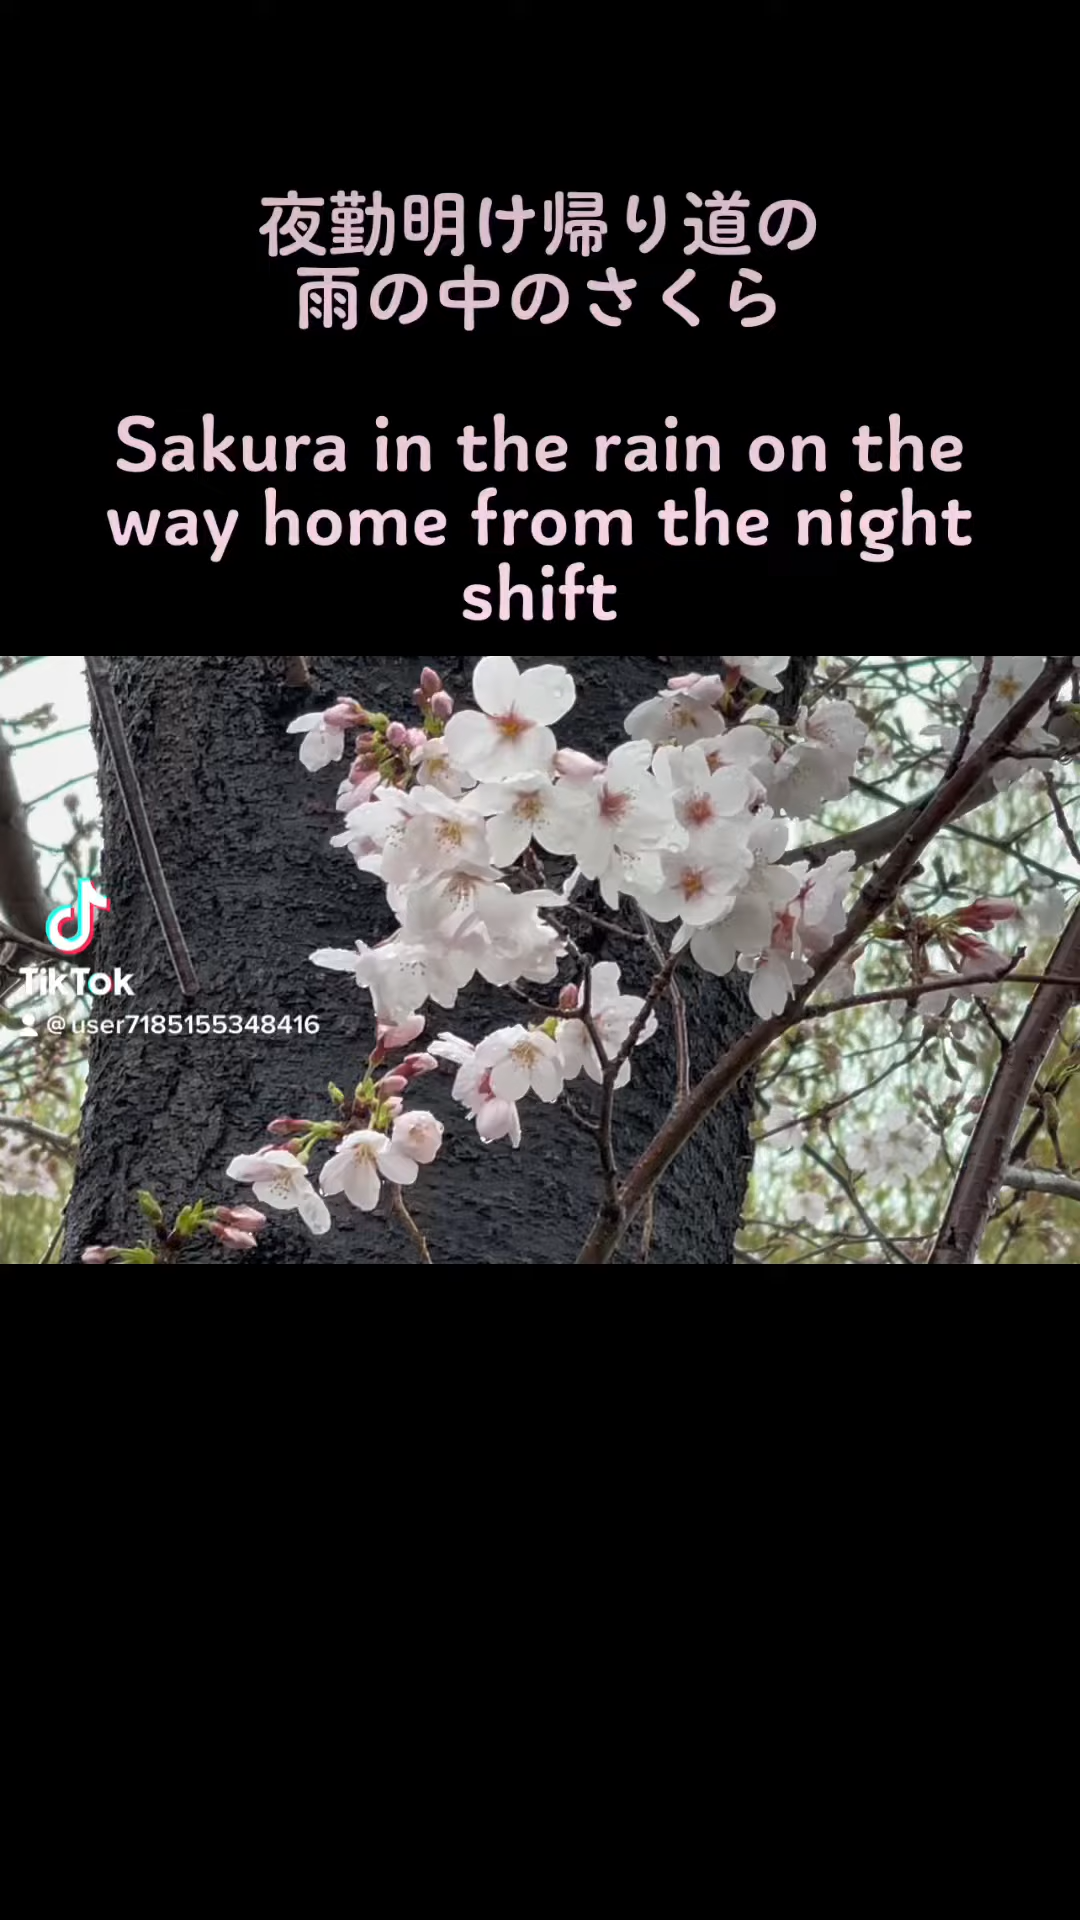 夜勤明け帰り道の
雨の中のさくら
Sakura in the rain on the
way home from the night
shift
TikTok
@user7185155348416